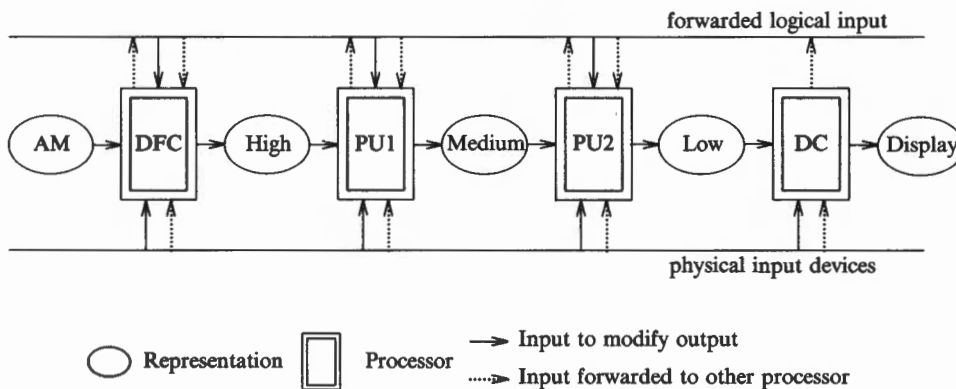 forwarded logical input
AM DFC High PU1 Medium PU2 Low DC Display
physical input devices
Representation Processor Input to modify output
Input forwarded to other processor